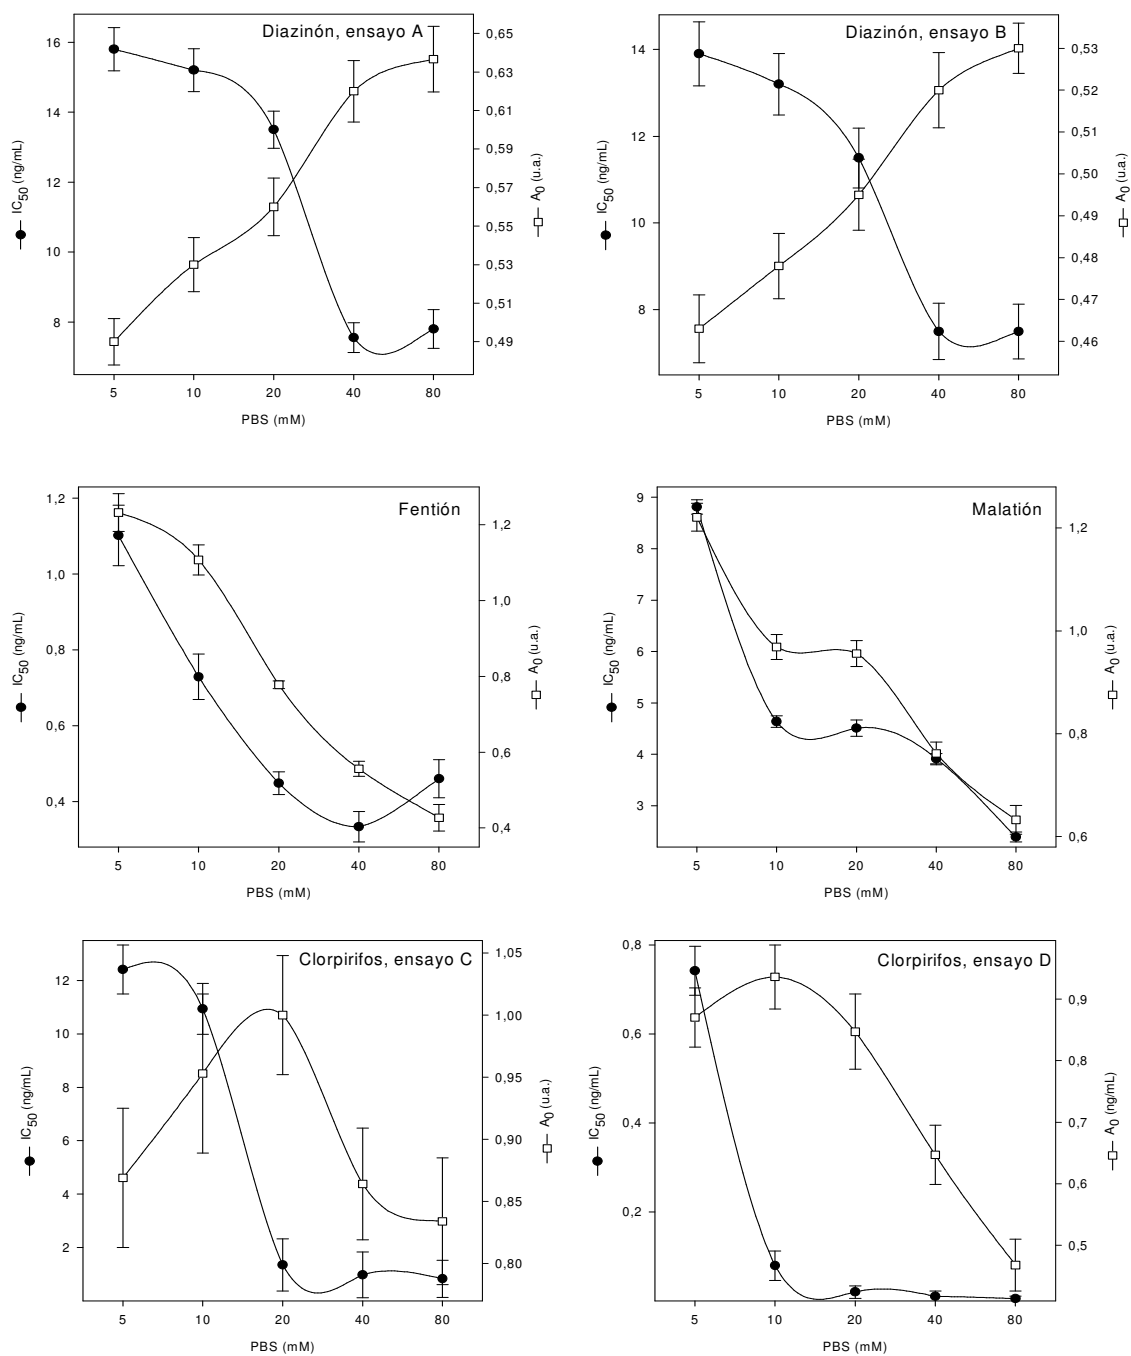 Diazinón, ensayo A
16
14
12
10
8
IC50 (ng/mL)
0,65
0,63
0,61
0,59
0,57
0,55
0,53
0,51
0,49
A0 (u.a.)
5 10 20 40 80
PBS (mM)
Diazinón, ensayo B
14
12
10
8
IC50 (ng/mL)
0,53
0,52
0,51
0,50
0,49
0,48
0,47
0,46
A0 (u.a.)
5 10 20 40 80
PBS (mM)
Fentión
1,2
1,0
0,8
0,6
0,4
IC50 (ng/mL)
1,2
1,0
0,8
0,6
0,4
A0 (u.a.)
5 10 20 40 80
PBS (mM)
Malatión
9
8
7
6
5
4
3
IC50 (ng/mL)
1,2
1,0
0,8
0,6
A0 (u.a.)
5 10 20 40 80
PBS (mM)
Clorpirifos, ensayo C
12
10
8
6
4
2
IC50 (ng/mL)
1,05
1,00
0,95
0,90
0,85
0,80
A0 (u.a.)
5 10 20 40 80
PBS (mM)
Clorpirifos, ensayo D
0,8
0,6
0,4
0,2
IC50 (ng/mL)
0,9
0,8
0,7
0,6
0,5
A0 (ng/mL)
5 10 20 40 80
PBS (mM)